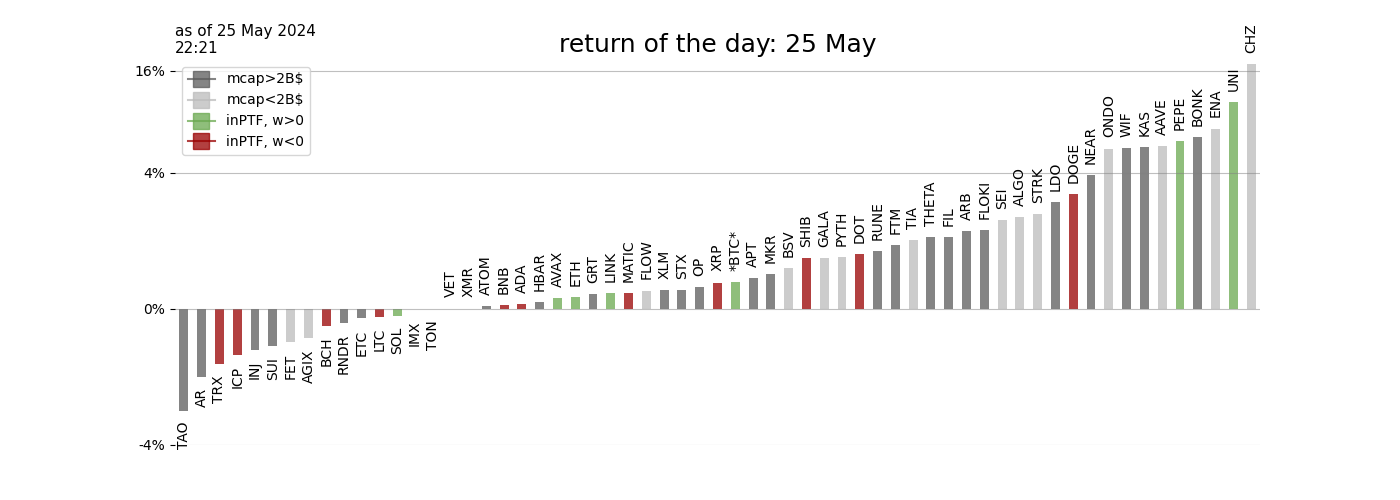 as of 25 May 2024
22:21
return of the day: 25 May
mcap>2B$
mcap<2B$
inPTF, w>0
inPTF, w<0
16%
4%
0%
-4%
TAO
AR
TRX
ICP
INJ
SUI
FET
AGIX
BCH
RNDR
ETC
LTC
SOL
IMX
TON
VET
XMR
ATOM
BNB
ADA
HBAR
AVAX
ETH
GRT
LINK
MATIC
FLOW
XLM
STX
OP
XRP
*BTC*
APT
MKR
BSV
SHIB
GALA
PYTH
DOT
RUNE
FTM
TIA
THETA
FIL
ARB
FLOKI
SEI
ALGO
STRK
LDO
DOGE
NEAR
ONDO
WIF
KAS
AAVE
PEPE
BONK
ENA
UNI
CHZ